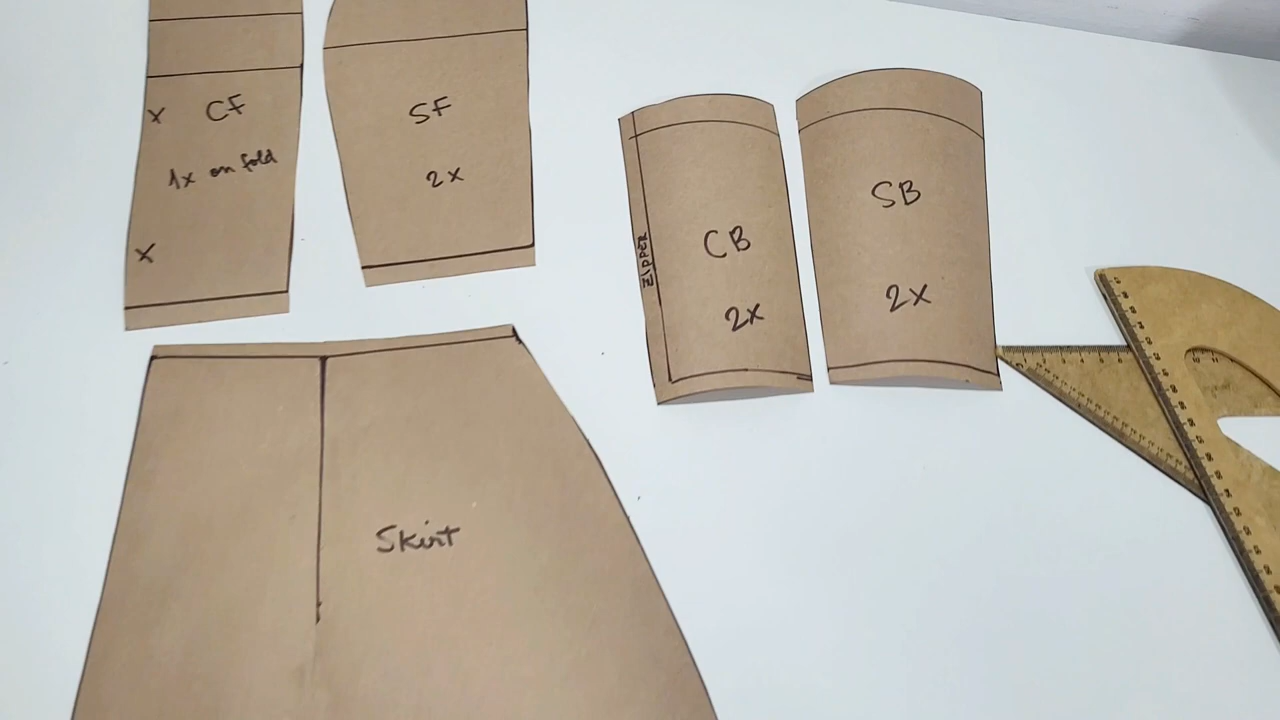 X CF
1x on fold
X
SF
2x
ZIPPER
CB
2x
SB
2x
Skirt